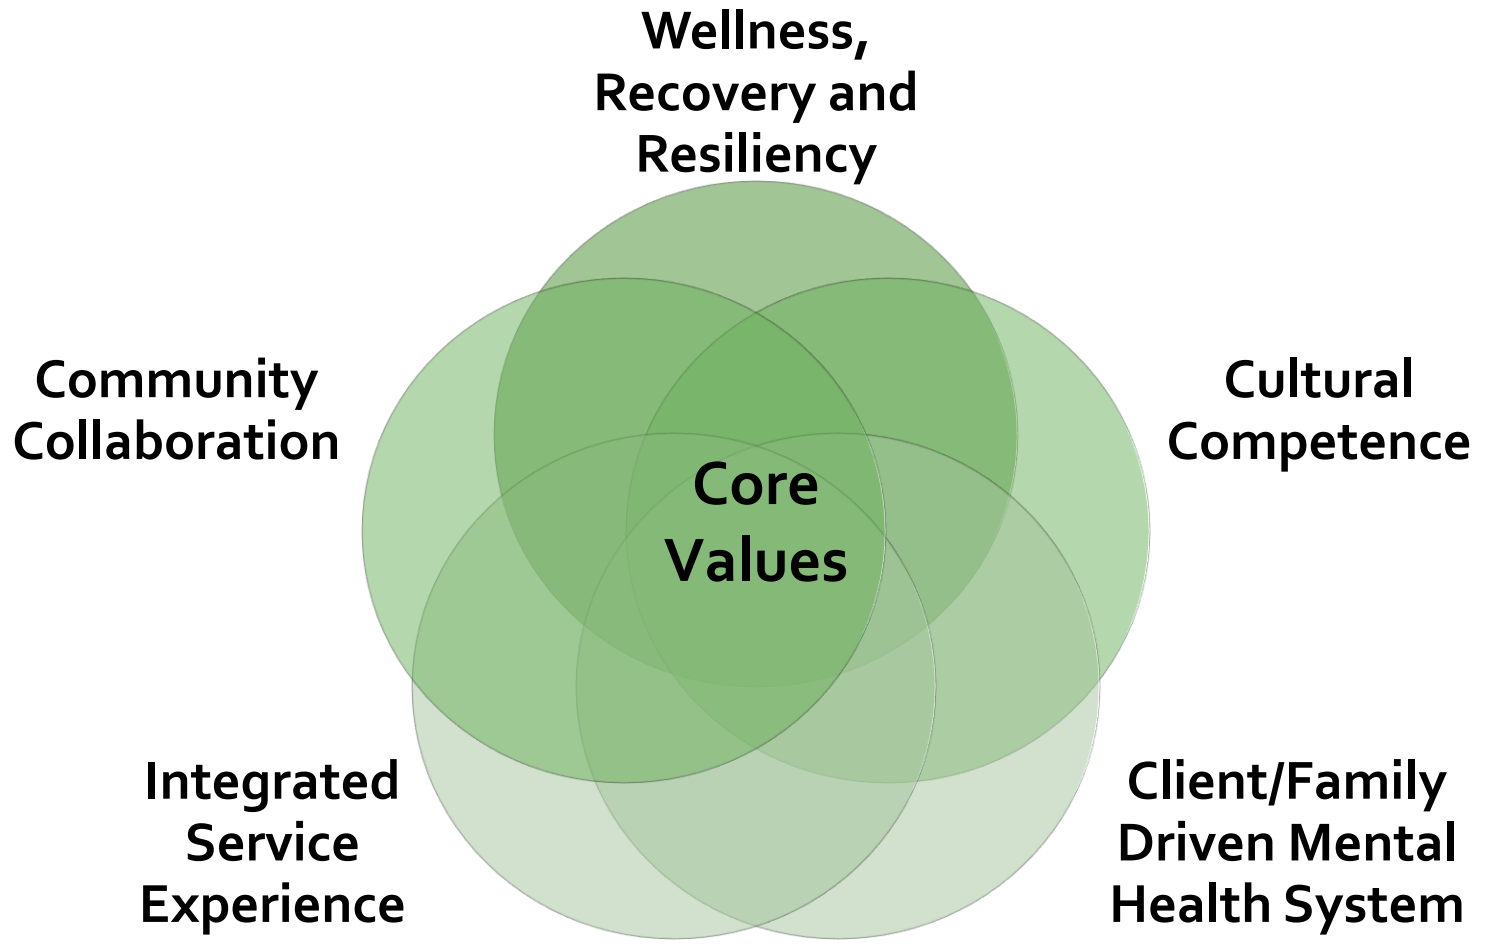 Wellness,
Recovery and
Resiliency
Community
Collaboration
Cultural
Competence
Core
Values
Integrated
Service
Experience
Client/Family
Driven Mental
Health System